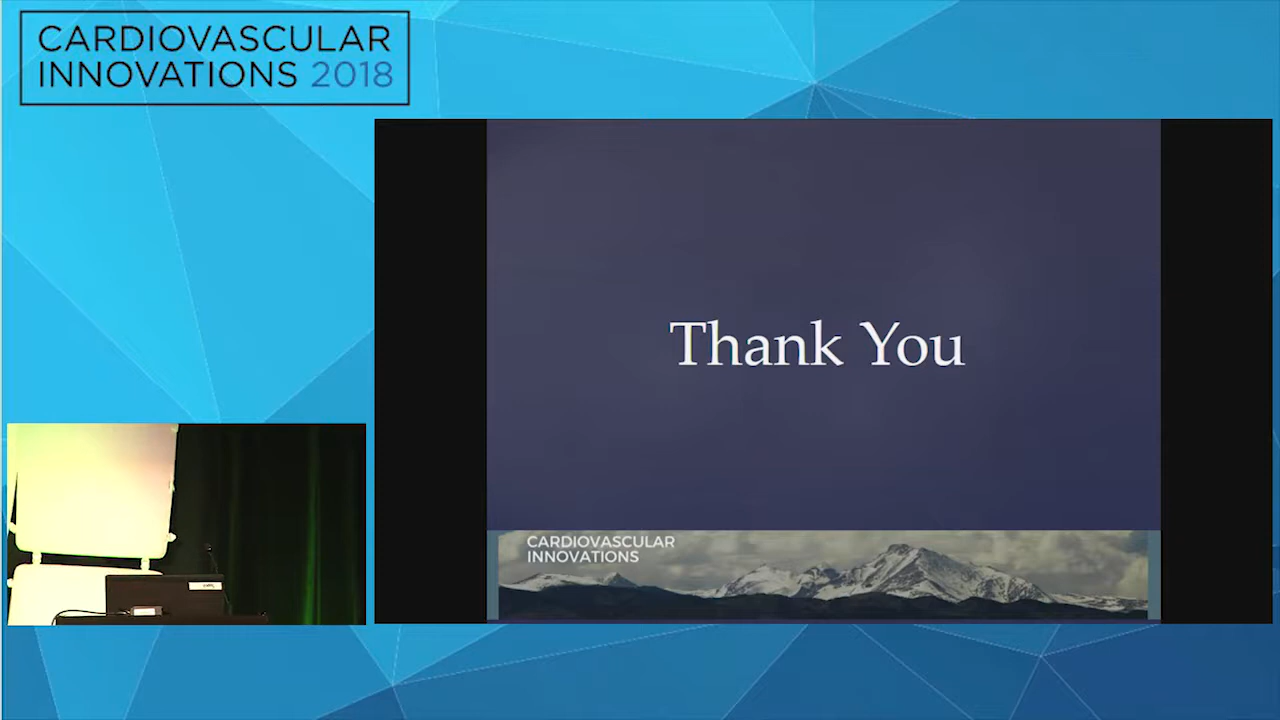 CARDIOVASCULAR
INNOVATIONS 2018
Thank You
CARDIOVASCULAR
INNOVATIONS